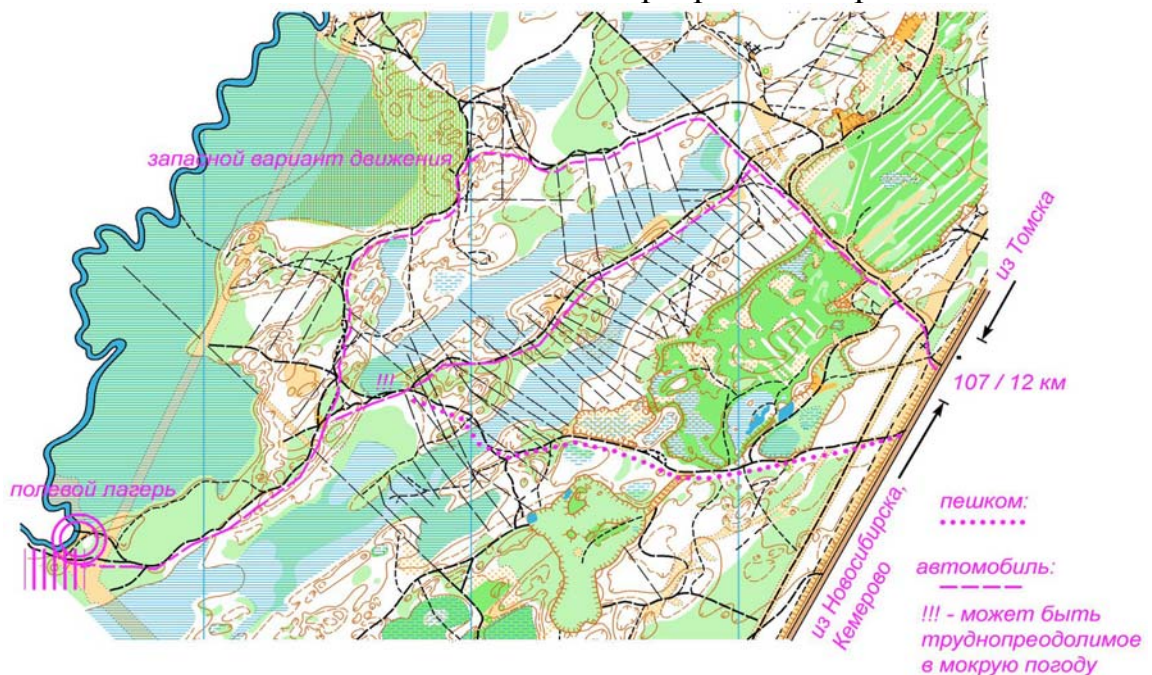 запасной вариант движения
из Томска
107 / 12 км
!!!
полевой лагерь
из Новосибирска,
Кемерово
пешком:
автомобиль:
!!! - может быть
труднопреодолимое
в мокрую погоду